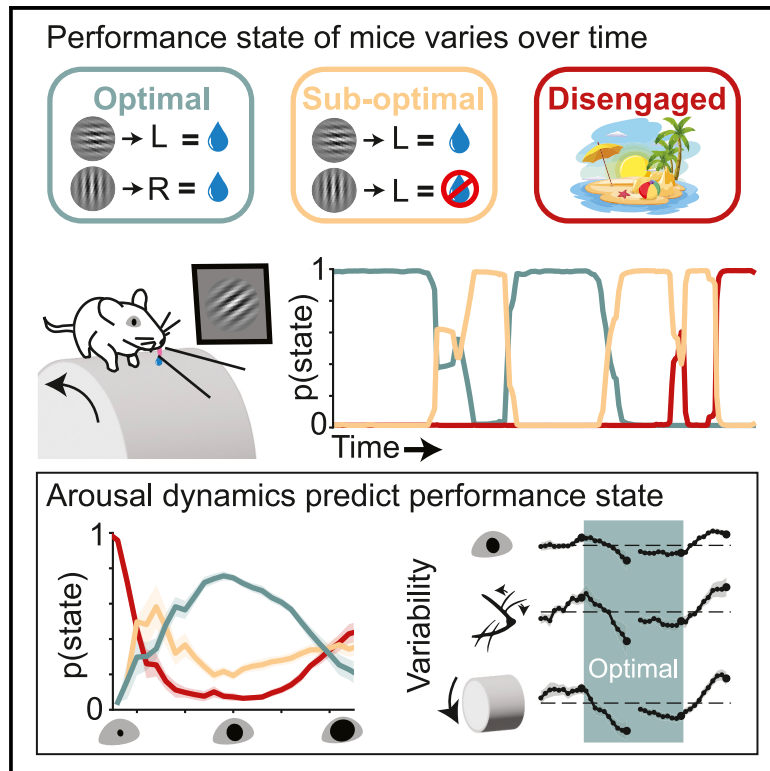 Performance state of mice varies over time
Optimal
→ L =
→ R =
Sub-optimal
→ L =
→ L =
Disengaged
p(state)
1
0
Time →
Arousal dynamics predict performance state
p(state)
1
0
Variability
Optimal